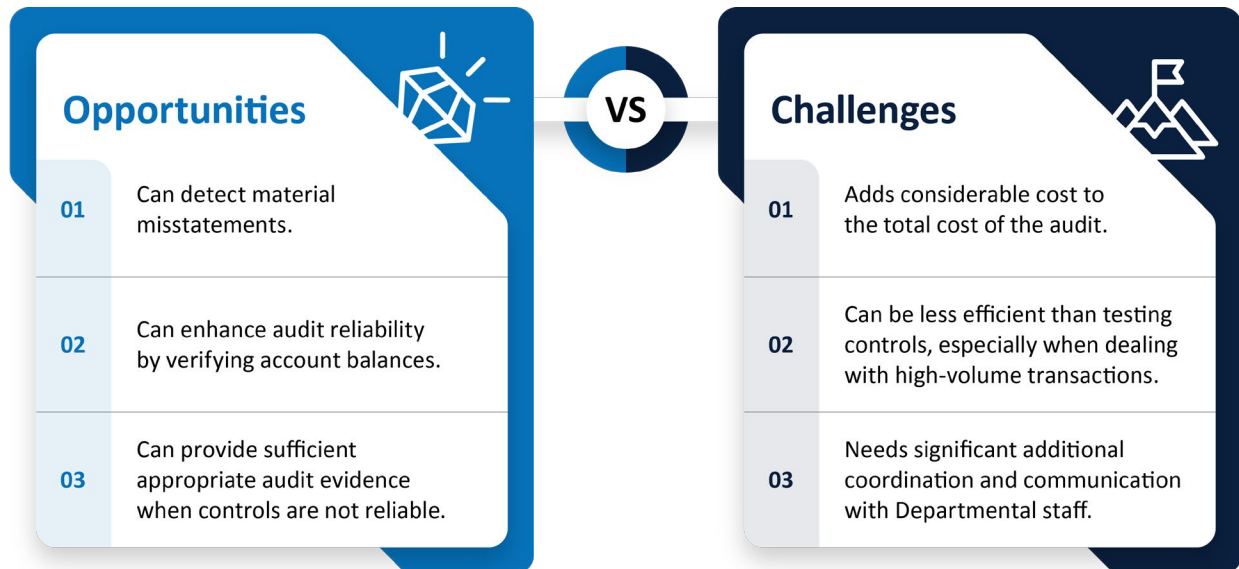 Opportunities
01
Can detect material
misstatements.
02
Can enhance audit reliability
by verifying account balances.
03
Can provide sufficient
appropriate audit evidence
when controls are not reliable.
VS
Challenges
01
Adds considerable cost to
the total cost of the audit.
02
Can be less efficient than testing
controls, especially when dealing
with high-volume transactions.
03
Needs significant additional
coordination and communication
with Departmental staff.